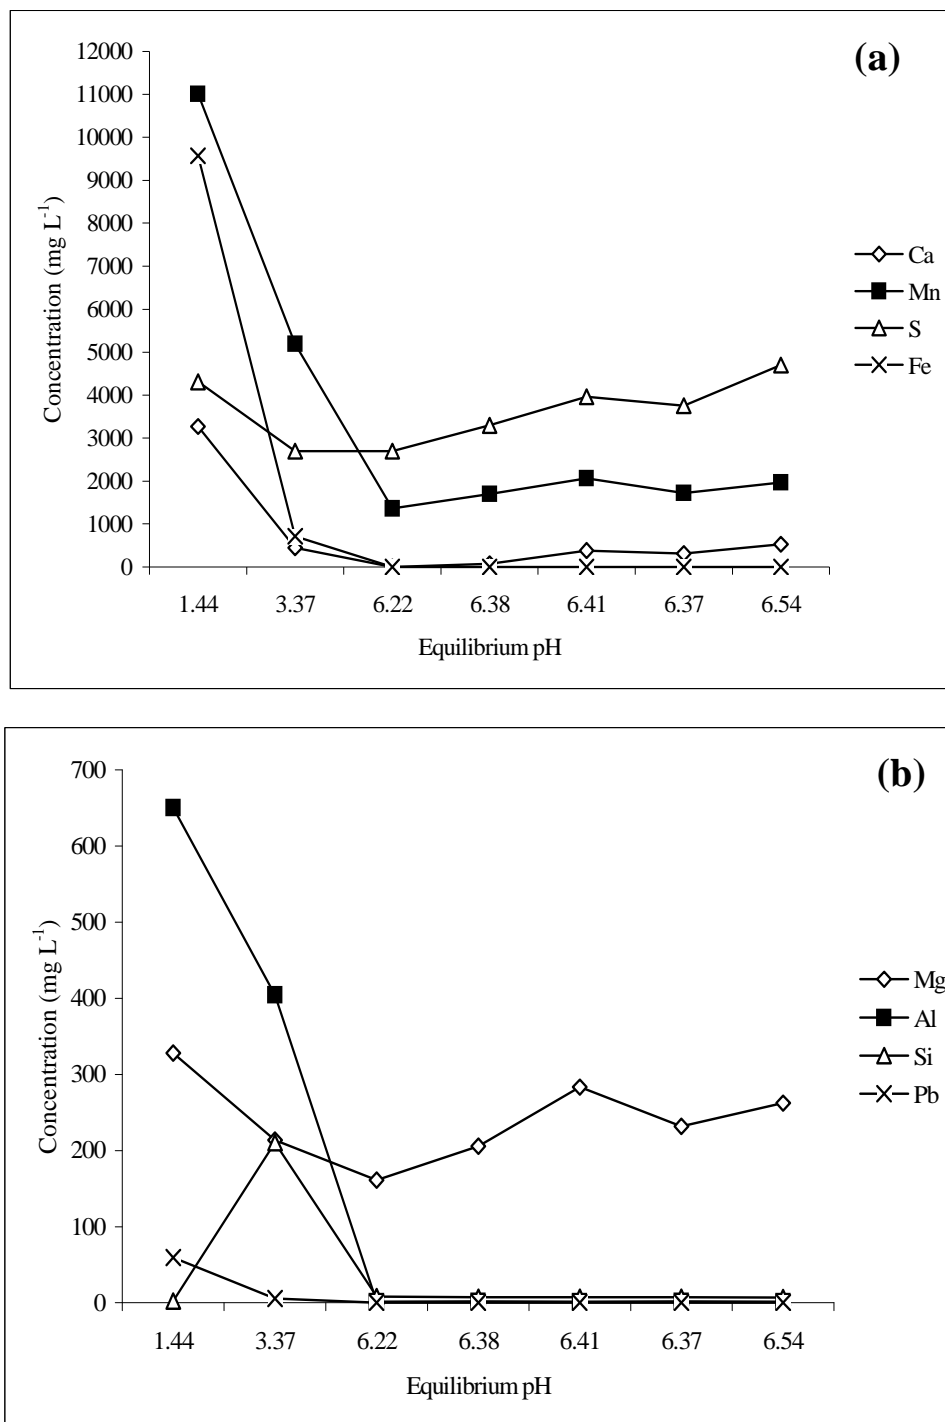 (a)
12000
11000
10000
9000
8000
7000
6000
5000
4000
3000
2000
1000
0
Concentration (mg L⁻¹)
1.44 3.37 6.22 6.38 6.41 6.37 6.54
Equilibrium pH
Ca
Mn
S
Fe
(b)
700
600
500
400
300
200
100
0
Concentration (mg L⁻¹)
1.44 3.37 6.22 6.38 6.41 6.37 6.54
Equilibrium pH
Mg
Al
Si
Pb